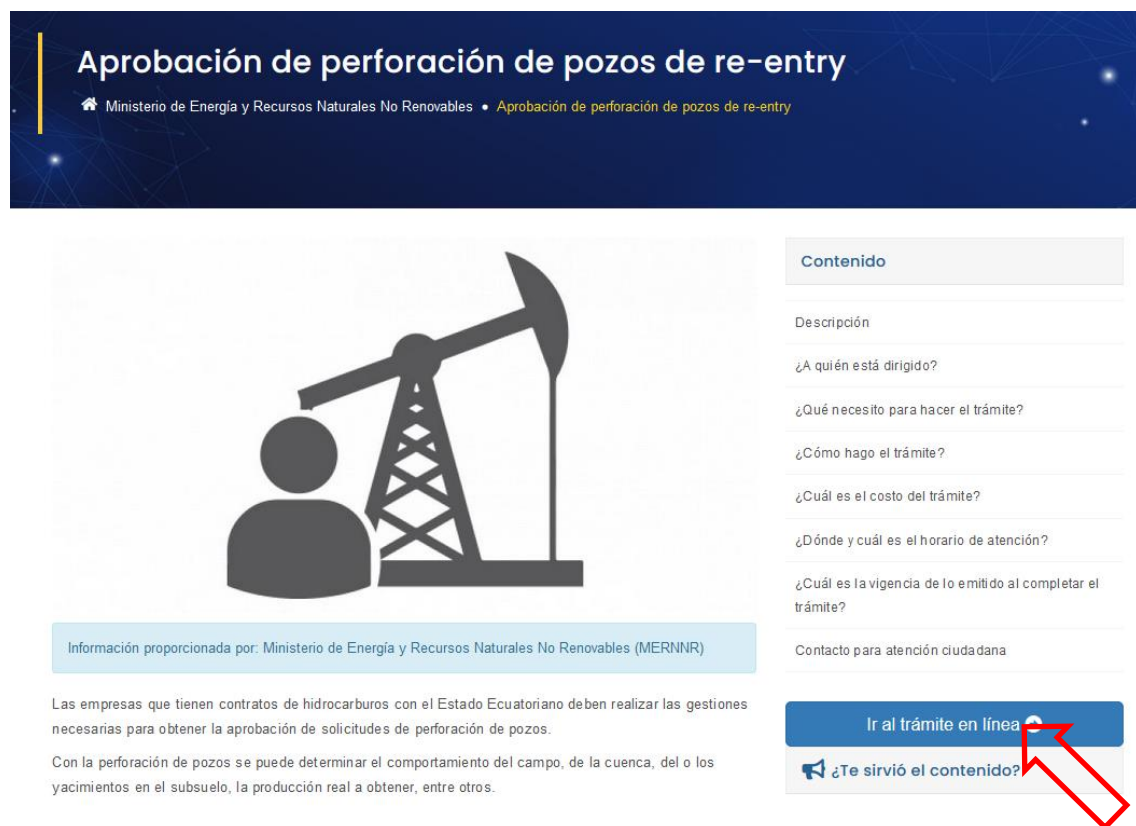 Aprobación de perforación de pozos de re-entry
Ministerio de Energía y Recursos Naturales No Renovables • Aprobación de perforación de pozos de re-entry
Contenido
Descripción
¿A quién está dirigido?
¿Qué necesito para hacer el trámite?
¿Cómo hago el trámite?
¿Cuál es el costo del trámite?
¿Dónde y cuál es el horario de atención?
¿Cuál es la vigencia de lo emitido al completar el
trámite?
Contacto para atención ciudadana
Ir al trámite en línea
¿Te sirvió el contenido?
Información proporcionada por: Ministerio de Energía y Recursos Naturales No Renovables (MERNNR)
Las empresas que tienen contratos de hidrocarburos con el Estado Ecuatoriano deben realizar las gestiones
necesarias para obtener la aprobación de solicitudes de perforación de pozos.
Con la perforación de pozos se puede determinar el comportamiento del campo, de la cuenca, del o los
yacimientos en el subsuelo, la producción real a obtener, entre otros.